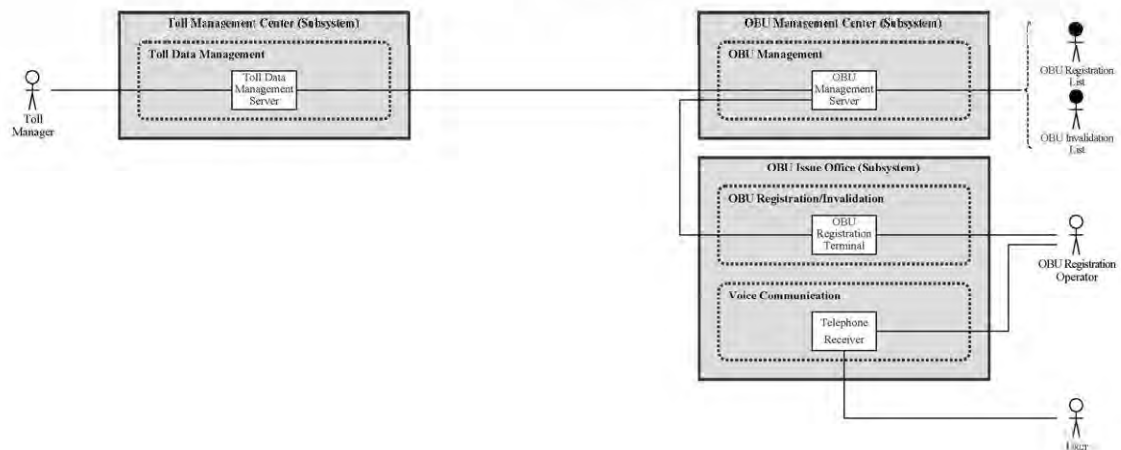 Toll Management Center (Subsystem)
Toll Data Management
Toll Data
Management
Server
Toll
Manager
OBU Management Center (Subsystem)
OBU Management
OBU
Management
Server
OBU Registration
List
OBU Invalidation
List
OBU Issue Office (Subsystem)
OBU Registration/Invalidation
OBU
Registration
Terminal
OBU Registration
Operator
Voice Communication
Telephone
Receiver